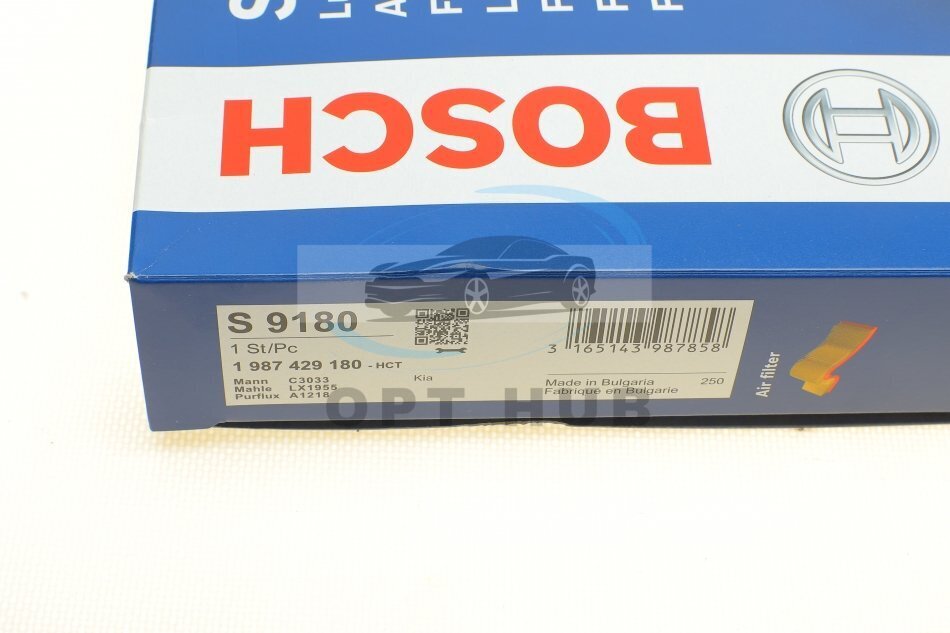 S
BOSCH
S 9180
1 St/Pc
1 987 429 180 - HCT
Mann C3033
Mahle LX1955
Purflux A1218
Kia
3 165143 987858
Made in Bulgaria 250
Fabriqué en Bulgarie
Air filter
OPT HUB